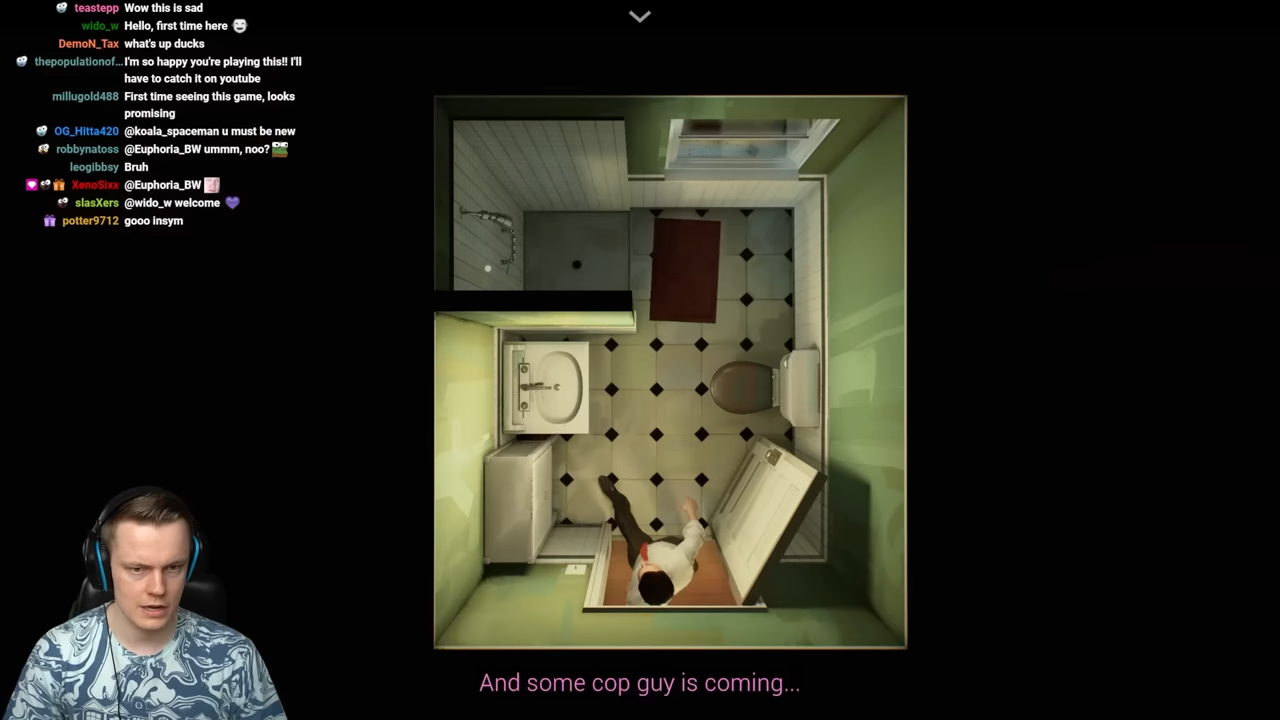 teastepp Wow this is sad
wido_w Hello, first time here
DemoN_Tax what's up ducks
thepopulationof... I'm so happy you're playing this!! I'll
have to catch it on youtube
millugold488 First time seeing this game, looks
promising
OG_Hitta420 @koala_spaceman u must be new
robbynatoss @Euphoria_BW ummm, noo?
leogibbsy Bruh
XenoSixx @Euphoria_BW
slasXers @wido_w welcome
potter9712 gooo insym
And some cop guy is coming...